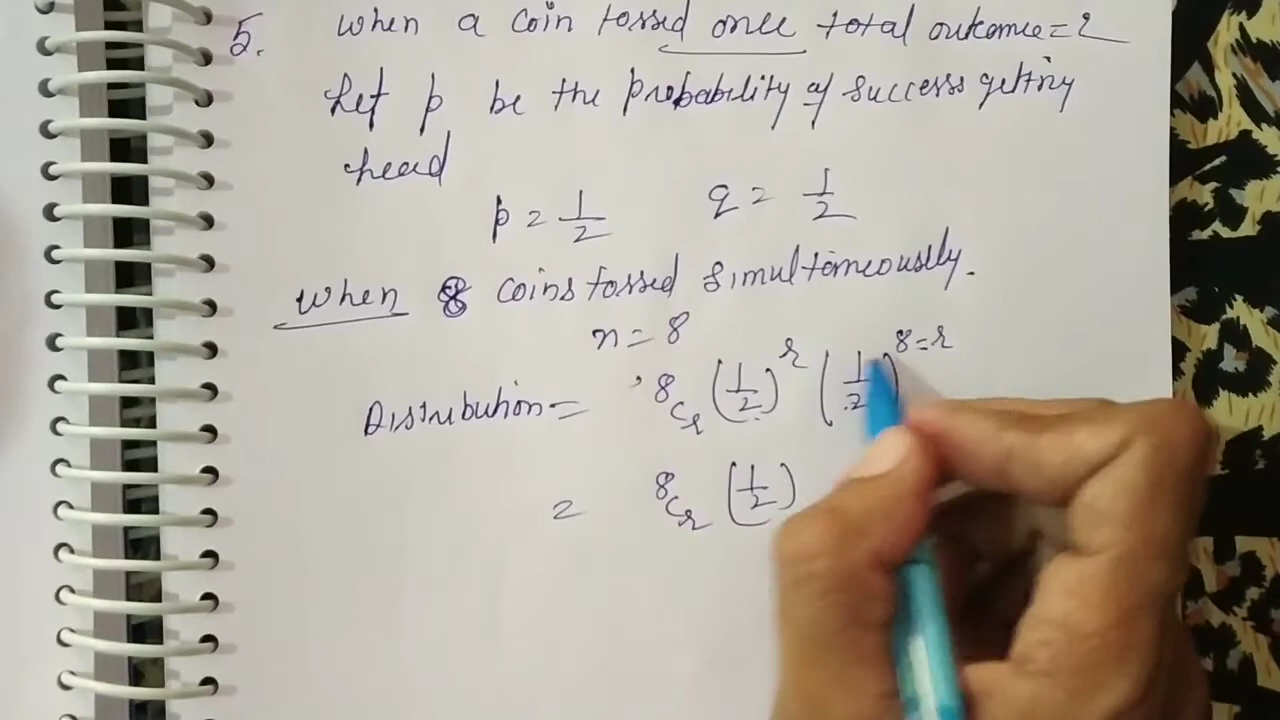 5. When a coin tossed once total outcome=2
Let p be the probability of success getting
head
p = 1/2 q = 1/2
When 8 coins tossed simultaneously.
n = 8
Distribution = 8Cr (1/2)^r (1/2)^8-r
= 8Cr (1/2)